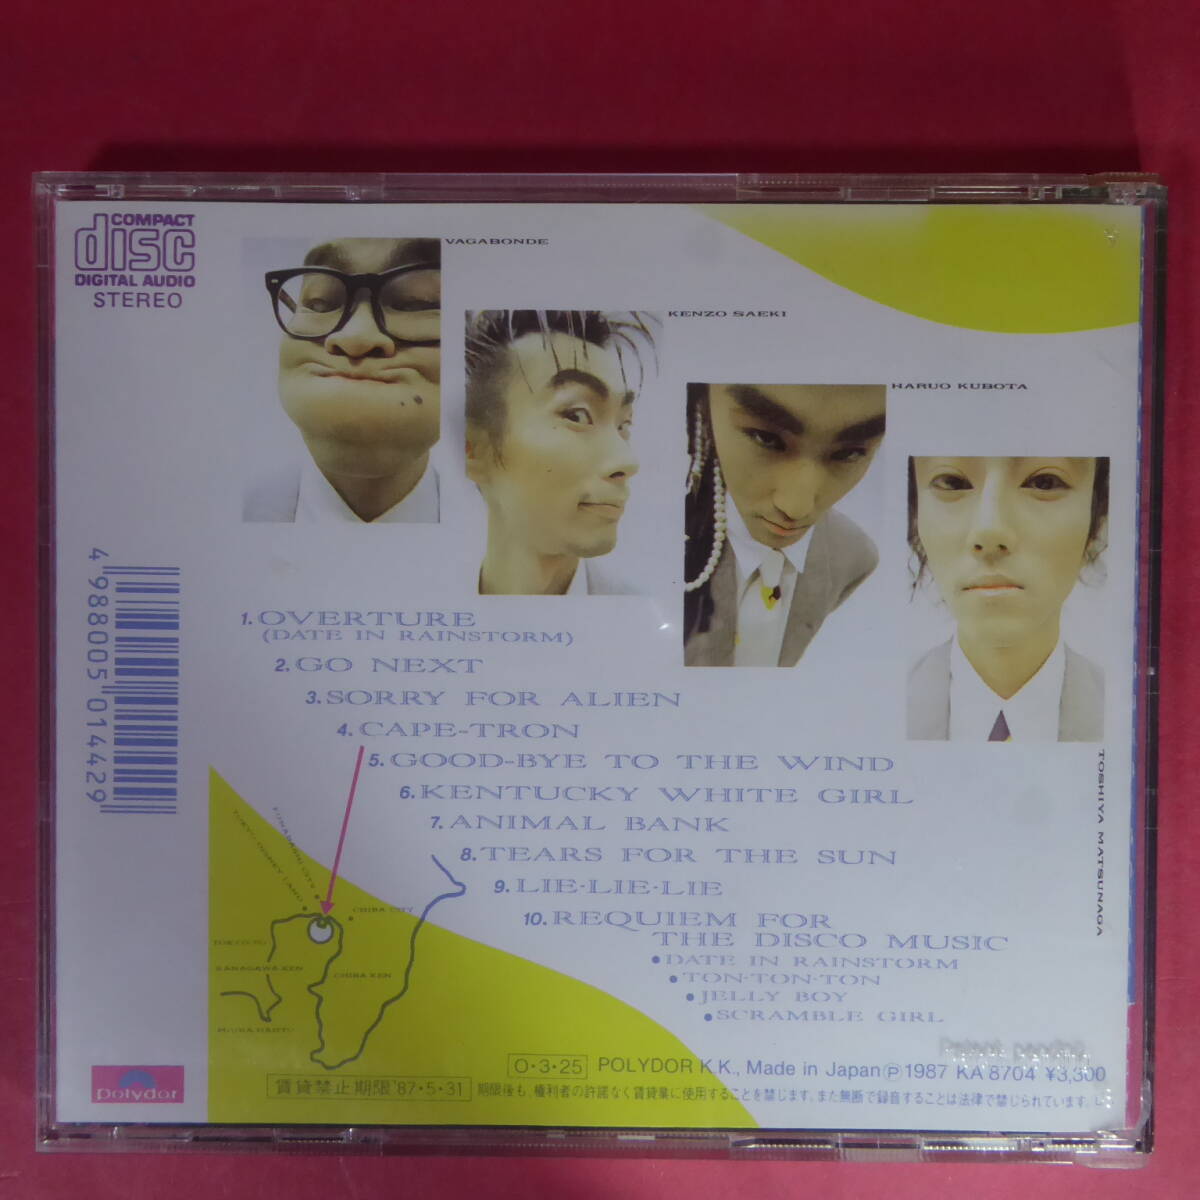 COMPACT
disc
DIGITAL AUDIO
STEREO
VAGABONDE
KENZO SAEKI
HARUO KUBOTA
TOSHIYA MATSUNAGA
4988005014429
1. OVERTURE
(DATE IN RAINSTORM)
2. GO NEXT
3. SORRY FOR ALIEN
4. CAPE-TRON
5. GOOD-BYE TO THE WIND
6. KENTUCKY WHITE GIRL
7. ANIMAL BANK
8. TEARS FOR THE SUN
9. LIE-LIE-LIE
10. REQUIEM FOR
THE DISCO MUSIC
• DATE IN RAINSTORM
• TON-TON-TON
• JELLY BOY
• SCRAMBLE GIRL
FUNABASHI CITY
TOKYO DISNEY LAND
CHIBA CITY
KANAGAWA-KEN
CHIBA KEN
polydor
Patent pending
O・3・25 POLYDOR K.K., Made in Japan Ⓟ 1987 KA 8704 ¥3,300
賃貸禁止期限'87・5・31 期限後も、権利者の許諾なく賃貸業に使用することを禁じます。また無断で録音することは法律で禁じられています。